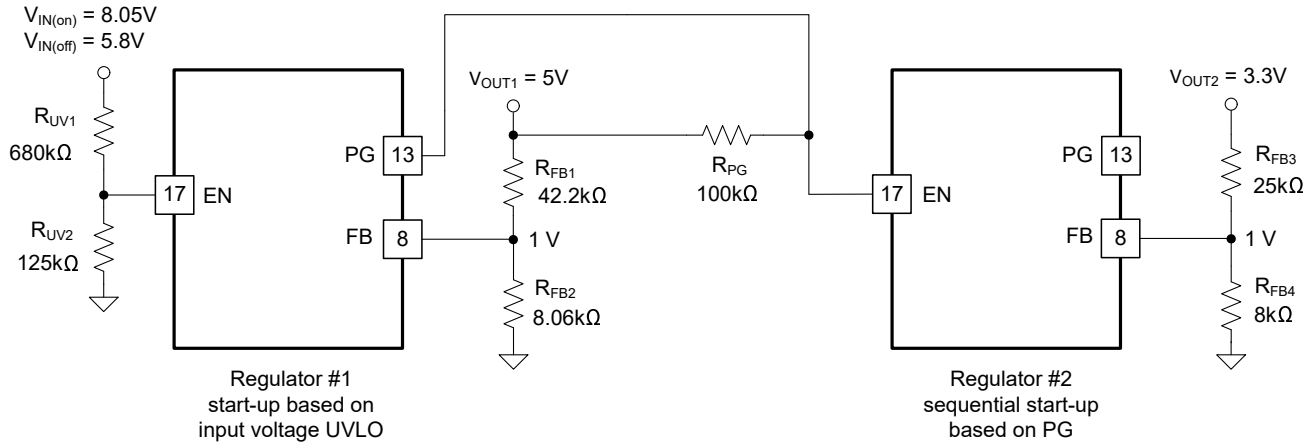 VIN(on) = 8.05V
VIN(off) = 5.8V
RUV1
680kΩ
RUV2
125kΩ
17
EN
PG
13
FB
8
VOUT1 = 5V
RFB1
42.2kΩ
1 V
RFB2
8.06kΩ
RPG
100kΩ
17
EN
PG
13
FB
8
VOUT2 = 3.3V
RFB3
25kΩ
1 V
RFB4
8kΩ
Regulator #1
start-up based on
input voltage UVLO
Regulator #2
sequential start-up
based on PG